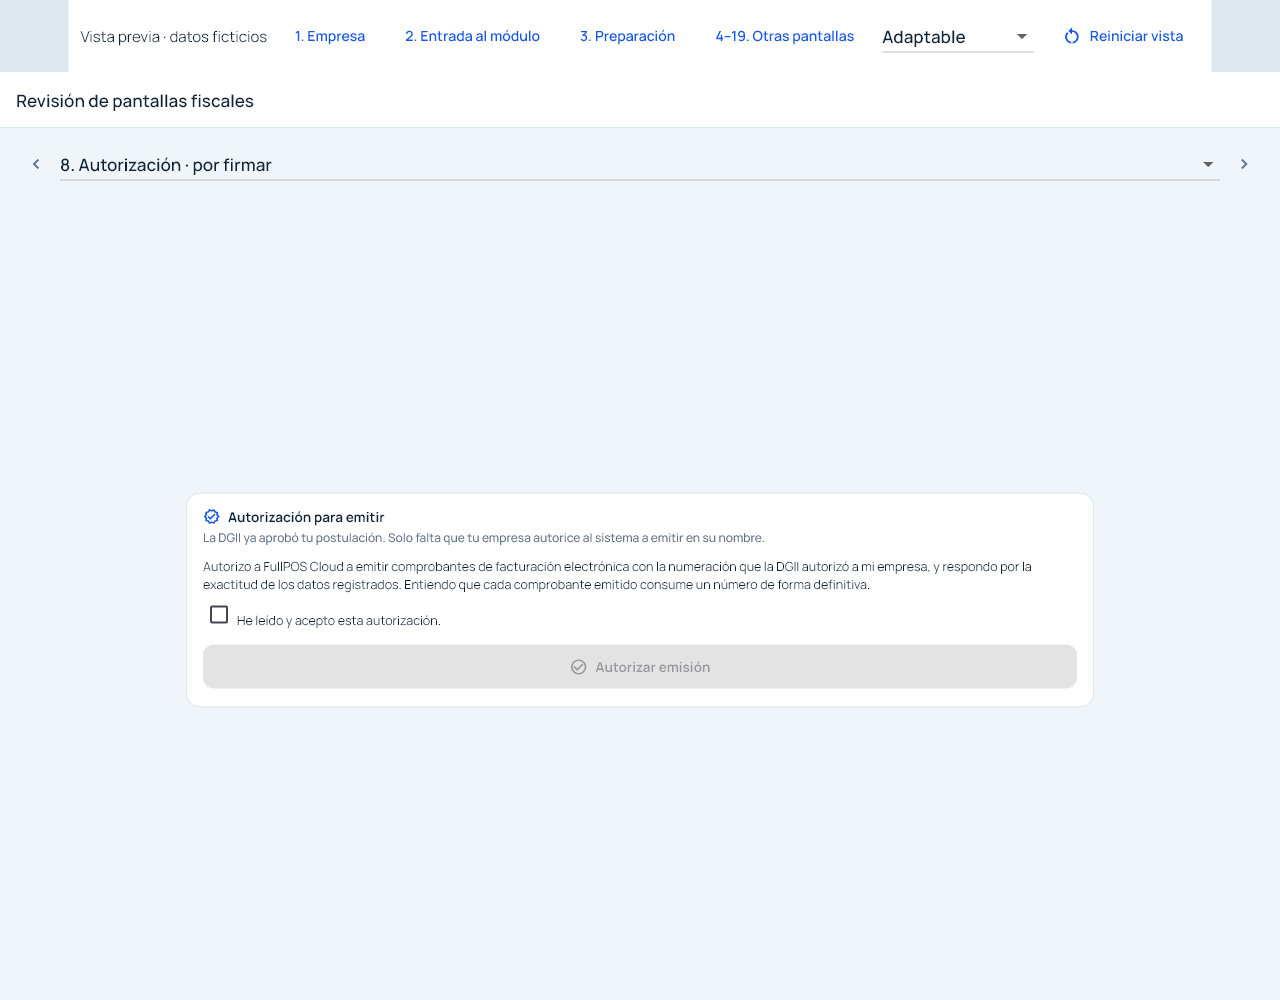 Vista previa · datos ficticios
1. Empresa
2. Entrada al módulo
3. Preparación
4–19. Otras pantallas
Adaptable
Reiniciar vista
Revisión de pantallas fiscales
8. Autorización · por firmar
Autorización para emitir
La DGII ya aprobó tu postulación. Solo falta que tu empresa autorice al sistema a emitir en su nombre.
Autorizo a FullPOS Cloud a emitir comprobantes de facturación electrónica con la numeración que la DGII autorizó a mi empresa, y respondo por la
exactitud de los datos registrados. Entiendo que cada comprobante emitido consume un número de forma definitiva.
He leído y acepto esta autorización.
Autorizar emisión